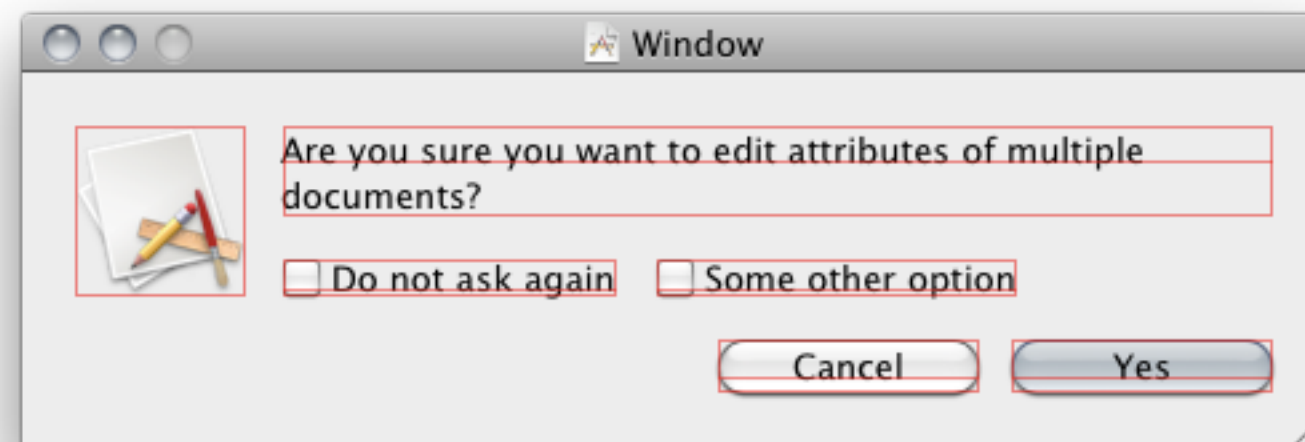 Window
Are you sure you want to edit attributes of multiple
documents?
Do not ask again
Some other option
Cancel
Yes